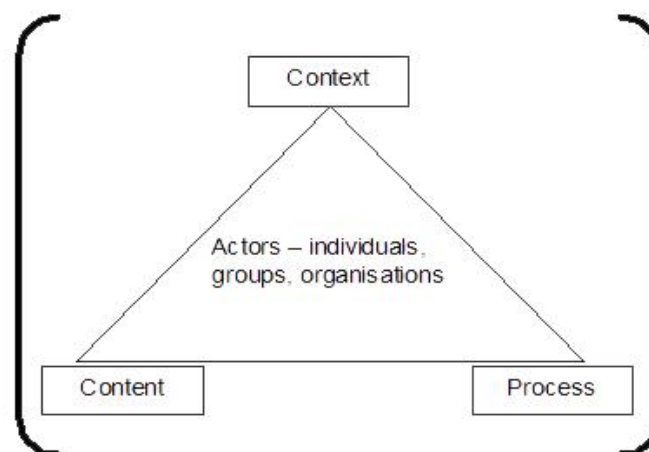 Context
Actors – individuals,
groups, organisations
Content
Process